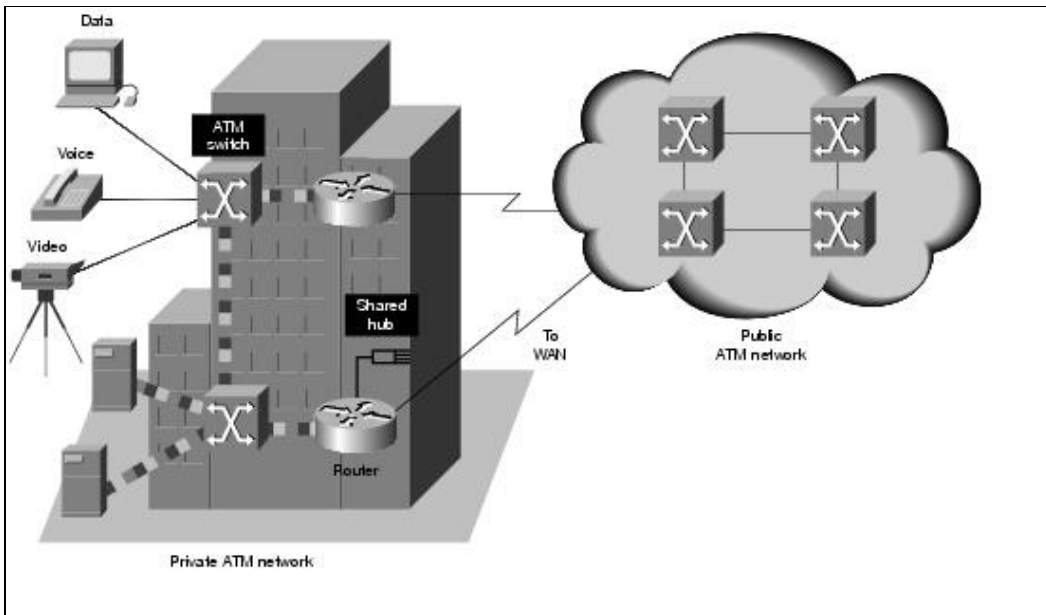 Data
ATM
switch
Voice
Video
Shared
hub
To
WAN
Public
ATM network
Router
Private ATM network